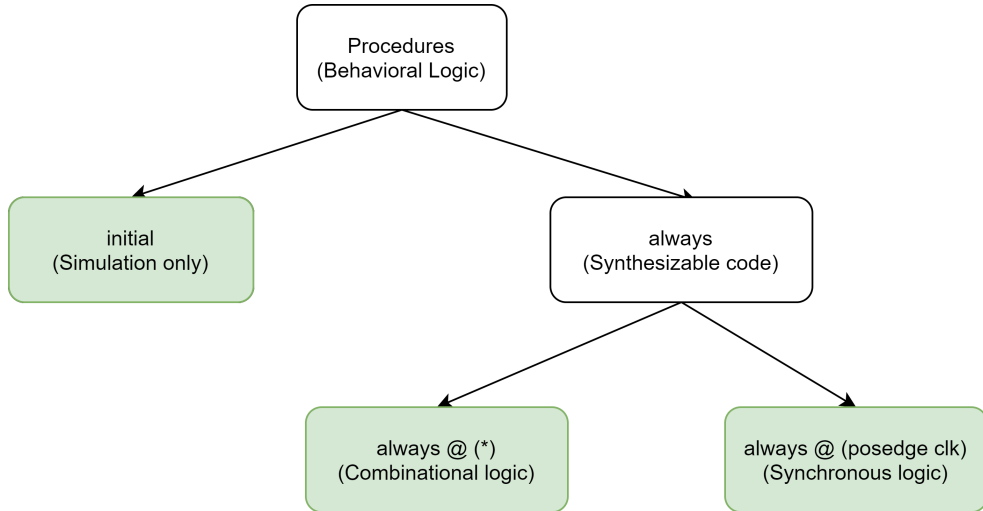 Procedures
(Behavioral Logic)
initial
(Simulation only)
always
(Synthesizable code)
always @ (*)
(Combinational logic)
always @ (posedge clk)
(Synchronous logic)